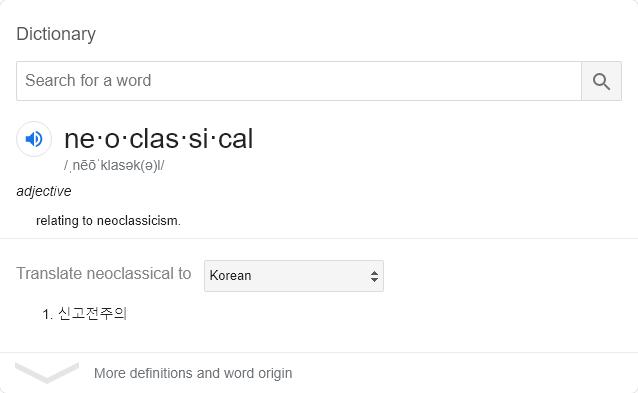 Dictionary
Search for a word
ne·o·clas·si·cal
/ˌnēōˈklasək(ə)l/
adjective
relating to neoclassicism.
Translate neoclassical to Korean
1. 신고전주의
More definitions and word origin